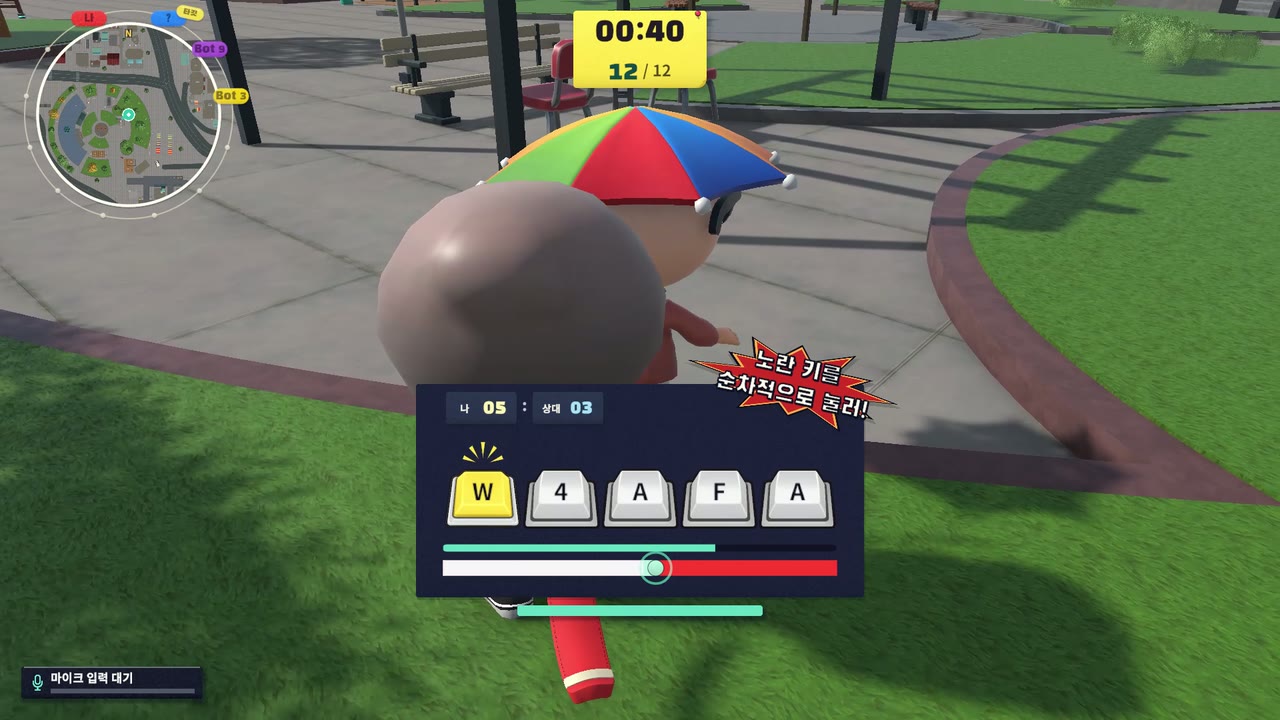 나
?
타깃
N
Bot 9
Bot 3
00:40
12 / 12
노란 키를
순차적으로 눌러!
나 05 : 상대 03
W 4 A F A
마이크 입력 대기